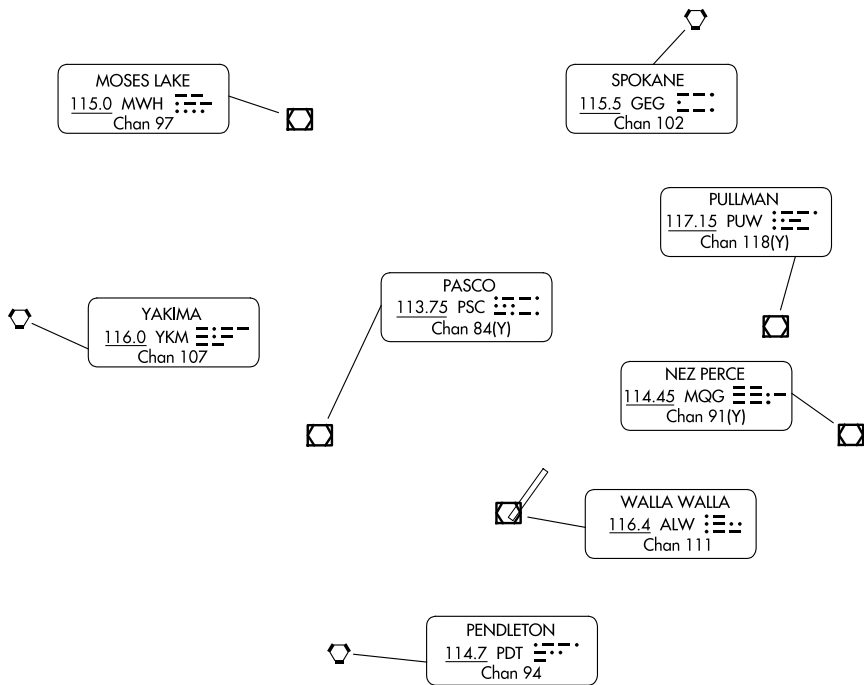 MOSES LAKE
115.0 MWH
Chan 97
SPOKANE
115.5 GEG
Chan 102
PULLMAN
117.15 PUW
Chan 118(Y)
PASCO
113.75 PSC
Chan 84(Y)
YAKIMA
116.0 YKM
Chan 107
NEZ PERCE
114.45 MQG
Chan 91(Y)
WALLA WALLA
116.4 ALW
Chan 111
PENDLETON
114.7 PDT
Chan 94